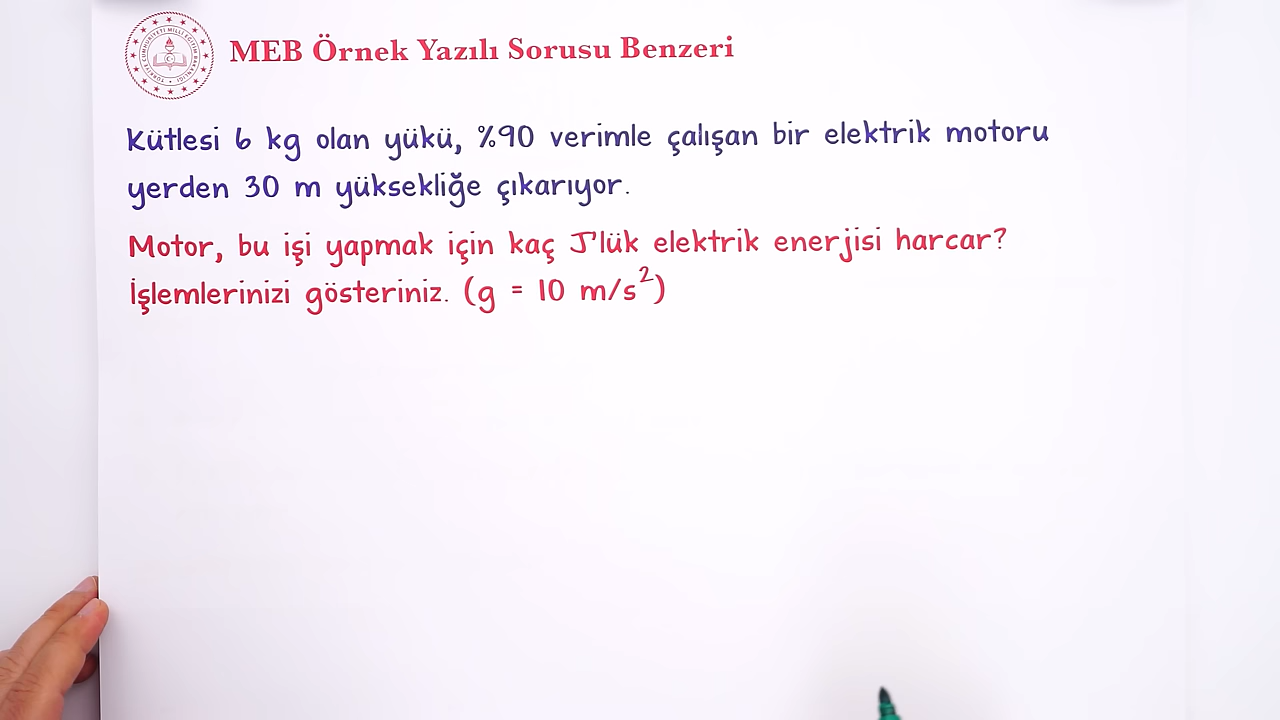 MEB Örnek Yazılı Sorusu Benzeri
Kütlesi 6 kg olan yükü, %90 verimle çalışan bir elektrik motoru
yerden 30 m yüksekliğe çıkarıyor.
Motor, bu işi yapmak için kaç J'lük elektrik enerjisi harcar?
İşlemlerinizi gösteriniz. (g = 10 m/s²)